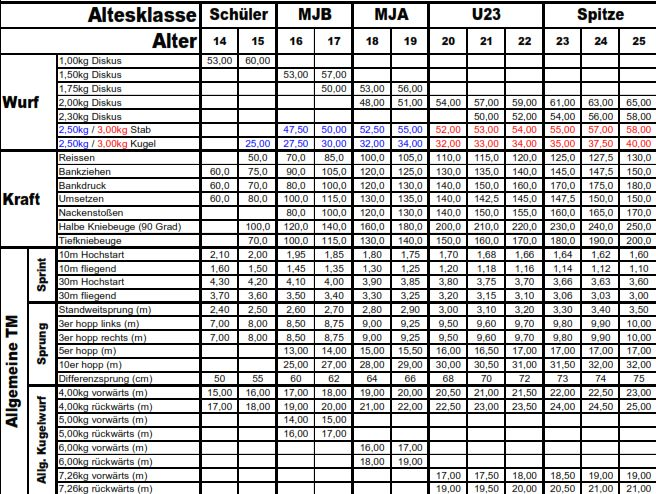 Altesklasse Schüler MJB MJA U23 Spitze
Alter 14 15 16 17 18 19 20 21 22 23 24 25
Wurf
1,00kg Diskus 53,00 60,00
1,50kg Diskus 53,00 57,00
1,75kg Diskus 50,00 53,00 56,00
2,00kg Diskus 48,00 51,00 54,00 57,00 59,00 61,00 63,00 65,00
2,30kg Diskus 50,00 52,00 54,00 56,00 58,00
2,50kg / 3,00kg Stab 47,50 50,00 52,50 55,00 52,00 53,00 54,00 55,00 57,00 58,00
2,50kg / 3,00kg Kugel 25,00 27,50 30,00 32,00 34,00 32,00 33,00 34,00 35,00 37,50 40,00
Kraft
Reissen 50,0 70,0 85,0 100,0 105,0 110,0 115,0 120,0 125,0 127,5 130,0
Bankziehen 60,0 75,0 90,0 105,0 120,0 125,0 130,0 135,0 140,0 145,0 147,5 150,0
Bankdruck 60,0 70,0 80,0 100,0 120,0 130,0 140,0 150,0 160,0 170,0 175,0 180,0
Umsetzen 60,0 80,0 100,0 115,0 130,0 135,0 140,0 142,5 145,0 147,5 150,0 150,0
Nackenstoßen 80,0 100,0 120,0 130,0 140,0 150,0 155,0 160,0 165,0 170,0
Halbe Kniebeuge (90 Grad) 100,0 120,0 140,0 160,0 180,0 200,0 210,0 220,0 230,0 240,0 250,0
Tiefkniebeuge 70,0 100,0 115,0 130,0 140,0 150,0 160,0 170,0 180,0 190,0 200,0
Allgemeine TM
Sprint
10m Hochstart 2,10 2,00 1,95 1,85 1,80 1,75 1,70 1,68 1,66 1,64 1,62 1,60
10m fliegend 1,60 1,50 1,45 1,35 1,30 1,25 1,20 1,18 1,16 1,14 1,12 1,10
30m Hochstart 4,30 4,20 4,10 4,00 3,90 3,85 3,80 3,75 3,70 3,66 3,63 3,60
30m fliegend 3,70 3,60 3,50 3,40 3,30 3,25 3,20 3,15 3,10 3,06 3,03 3,00
Sprung
Standweitsprung (m) 2,40 2,50 2,60 2,70 2,80 2,90 3,00 3,10 3,20 3,30 3,40 3,50
3er hopp links (m) 7,00 8,00 8,50 8,75 9,00 9,25 9,50 9,60 9,70 9,80 9,90 10,00
3er hopp rechts (m) 7,00 8,00 8,50 8,75 9,00 9,25 9,50 9,60 9,70 9,80 9,90 10,00
5er hopp (m) 13,00 14,00 15,00 15,50 16,00 16,50 17,00 17,00 17,00 17,00
10er hopp (m) 25,00 27,00 28,00 29,00 30,00 30,50 31,00 31,50 32,00 32,00
Differenzsprung (cm) 50 55 60 62 64 66 68 70 72 73 74 75
Allg. Kugelwurf
4,00kg vorwärts (m) 15,00 16,00 17,00 18,00 19,00 20,00 20,50 21,00 21,50 22,00 22,50 23,00
4,00kg rückwärts (m) 17,00 18,00 19,00 20,00 21,00 22,00 22,50 23,00 23,50 24,00 24,50 25,00
5,00kg vorwärts (m) 14,00 15,00
5,00kg rückwärts (m) 16,00 17,00
6,00kg vorwärts (m) 16,00 17,00
6,00kg rückwärts (m) 18,00 19,00
7,26kg vorwärts (m) 17,00 17,50 18,00 18,50 19,00 19,00
7,26kg rückwärts (m) 19,00 19,50 20,00 20,50 21,00 21,00